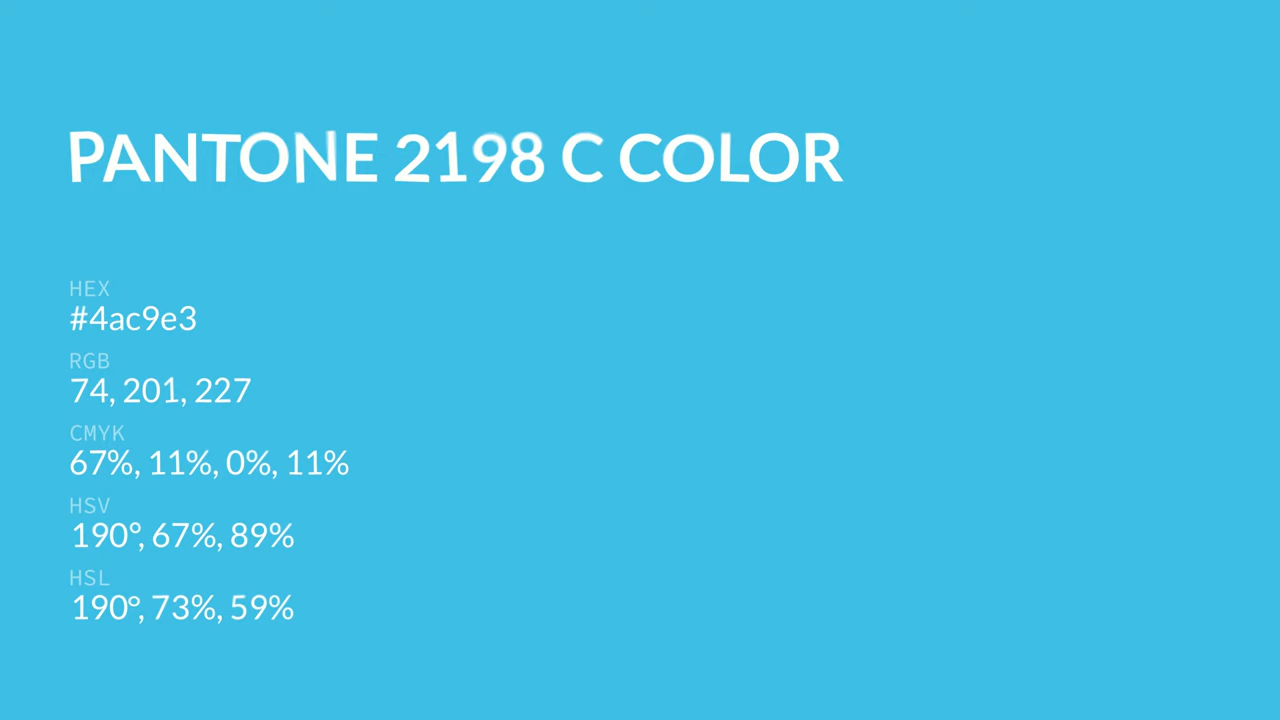 PANTONE 2198 C COLOR
HEX
#4ac9e3
RGB
74, 201, 227
CMYK
67%, 11%, 0%, 11%
HSV
190°, 67%, 89%
HSL
190°, 73%, 59%